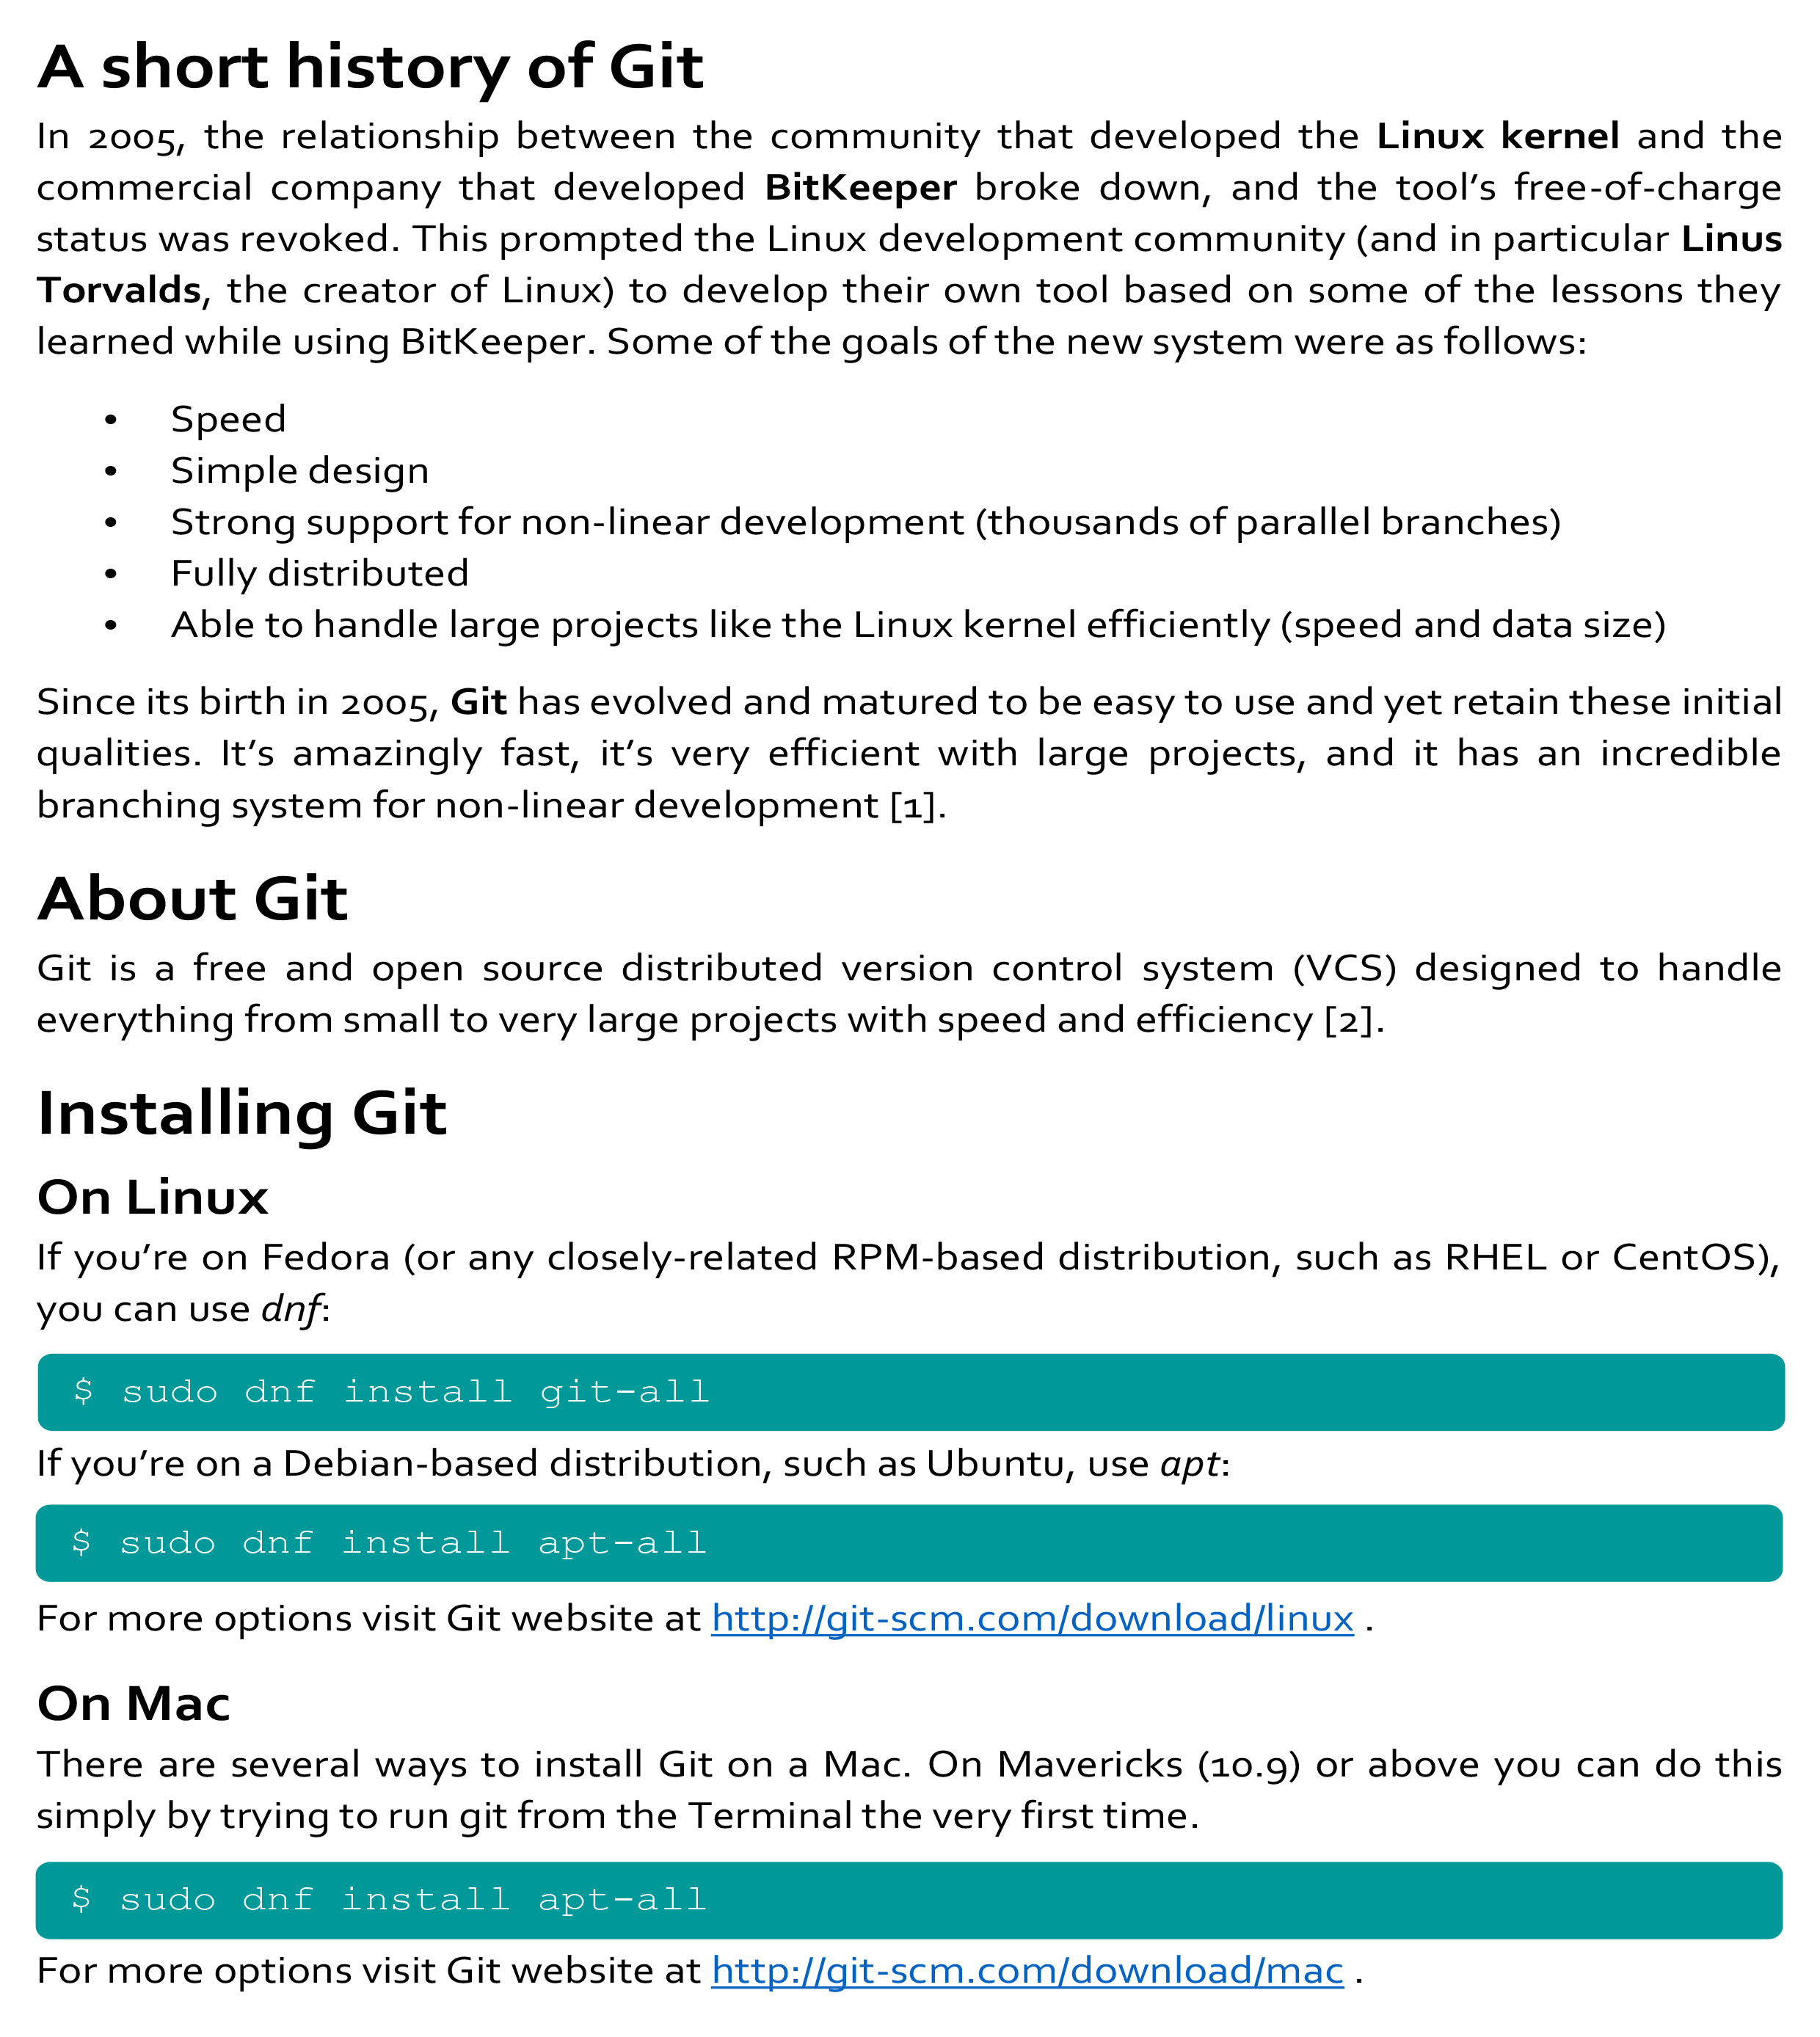 A short history of Git
In 2005, the relationship between the community that developed the Linux kernel and the
commercial company that developed BitKeeper broke down, and the tool’s free-of-charge
status was revoked. This prompted the Linux development community (and in particular Linus
Torvalds, the creator of Linux) to develop their own tool based on some of the lessons they
learned while using BitKeeper. Some of the goals of the new system were as follows:
• Speed
• Simple design
• Strong support for non-linear development (thousands of parallel branches)
• Fully distributed
• Able to handle large projects like the Linux kernel efficiently (speed and data size)
Since its birth in 2005, Git has evolved and matured to be easy to use and yet retain these initial
qualities. It’s amazingly fast, it’s very efficient with large projects, and it has an incredible
branching system for non-linear development [1].
About Git
Git is a free and open source distributed version control system (VCS) designed to handle
everything from small to very large projects with speed and efficiency [2].
Installing Git
On Linux
If you’re on Fedora (or any closely-related RPM-based distribution, such as RHEL or CentOS),
you can use dnf:
$ sudo dnf install git-all
If you’re on a Debian-based distribution, such as Ubuntu, use apt:
$ sudo dnf install apt-all
For more options visit Git website at http://git-scm.com/download/linux .
On Mac
There are several ways to install Git on a Mac. On Mavericks (10.9) or above you can do this
simply by trying to run git from the Terminal the very first time.
$ sudo dnf install apt-all
For more options visit Git website at http://git-scm.com/download/mac .